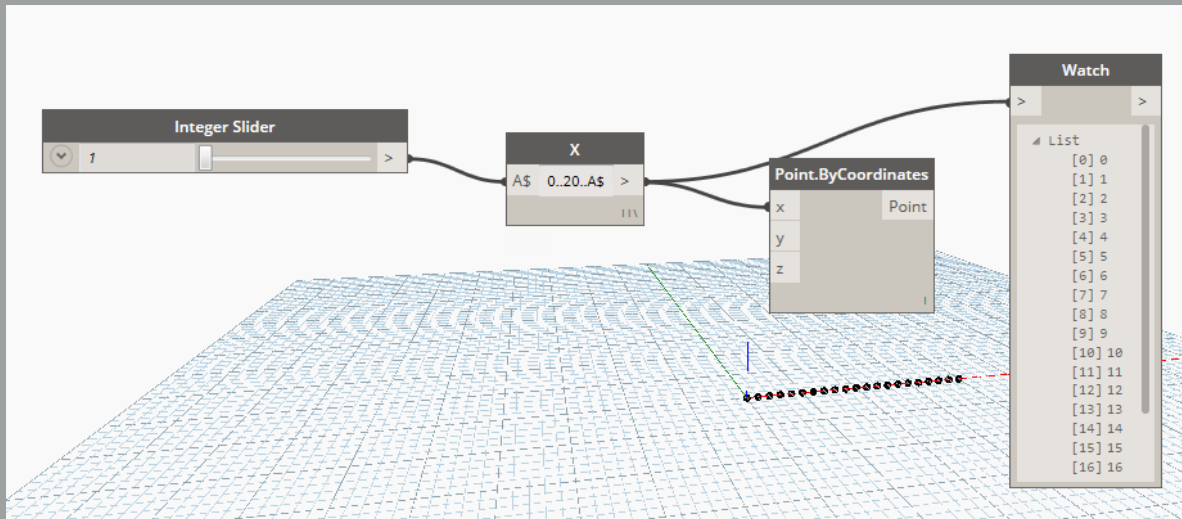 Integer Slider
1
>
X
A$ 0..20..A$ >
Point.ByCoordinates
x Point
y
z
Watch
> >
List
[0] 0
[1] 1
[2] 2
[3] 3
[4] 4
[5] 5
[6] 6
[7] 7
[8] 8
[9] 9
[10] 10
[11] 11
[12] 12
[13] 13
[14] 14
[15] 15
[16] 16